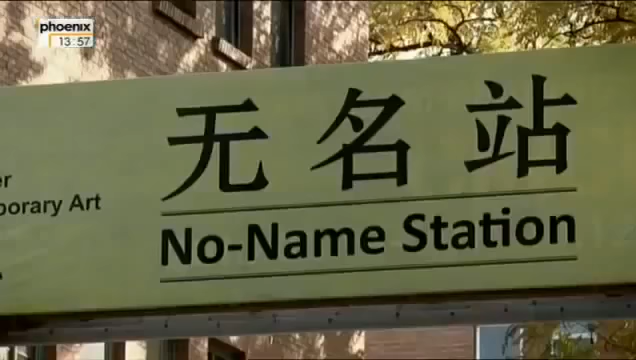 phoenix
13:57
无名站
porary Art
No-Name Station